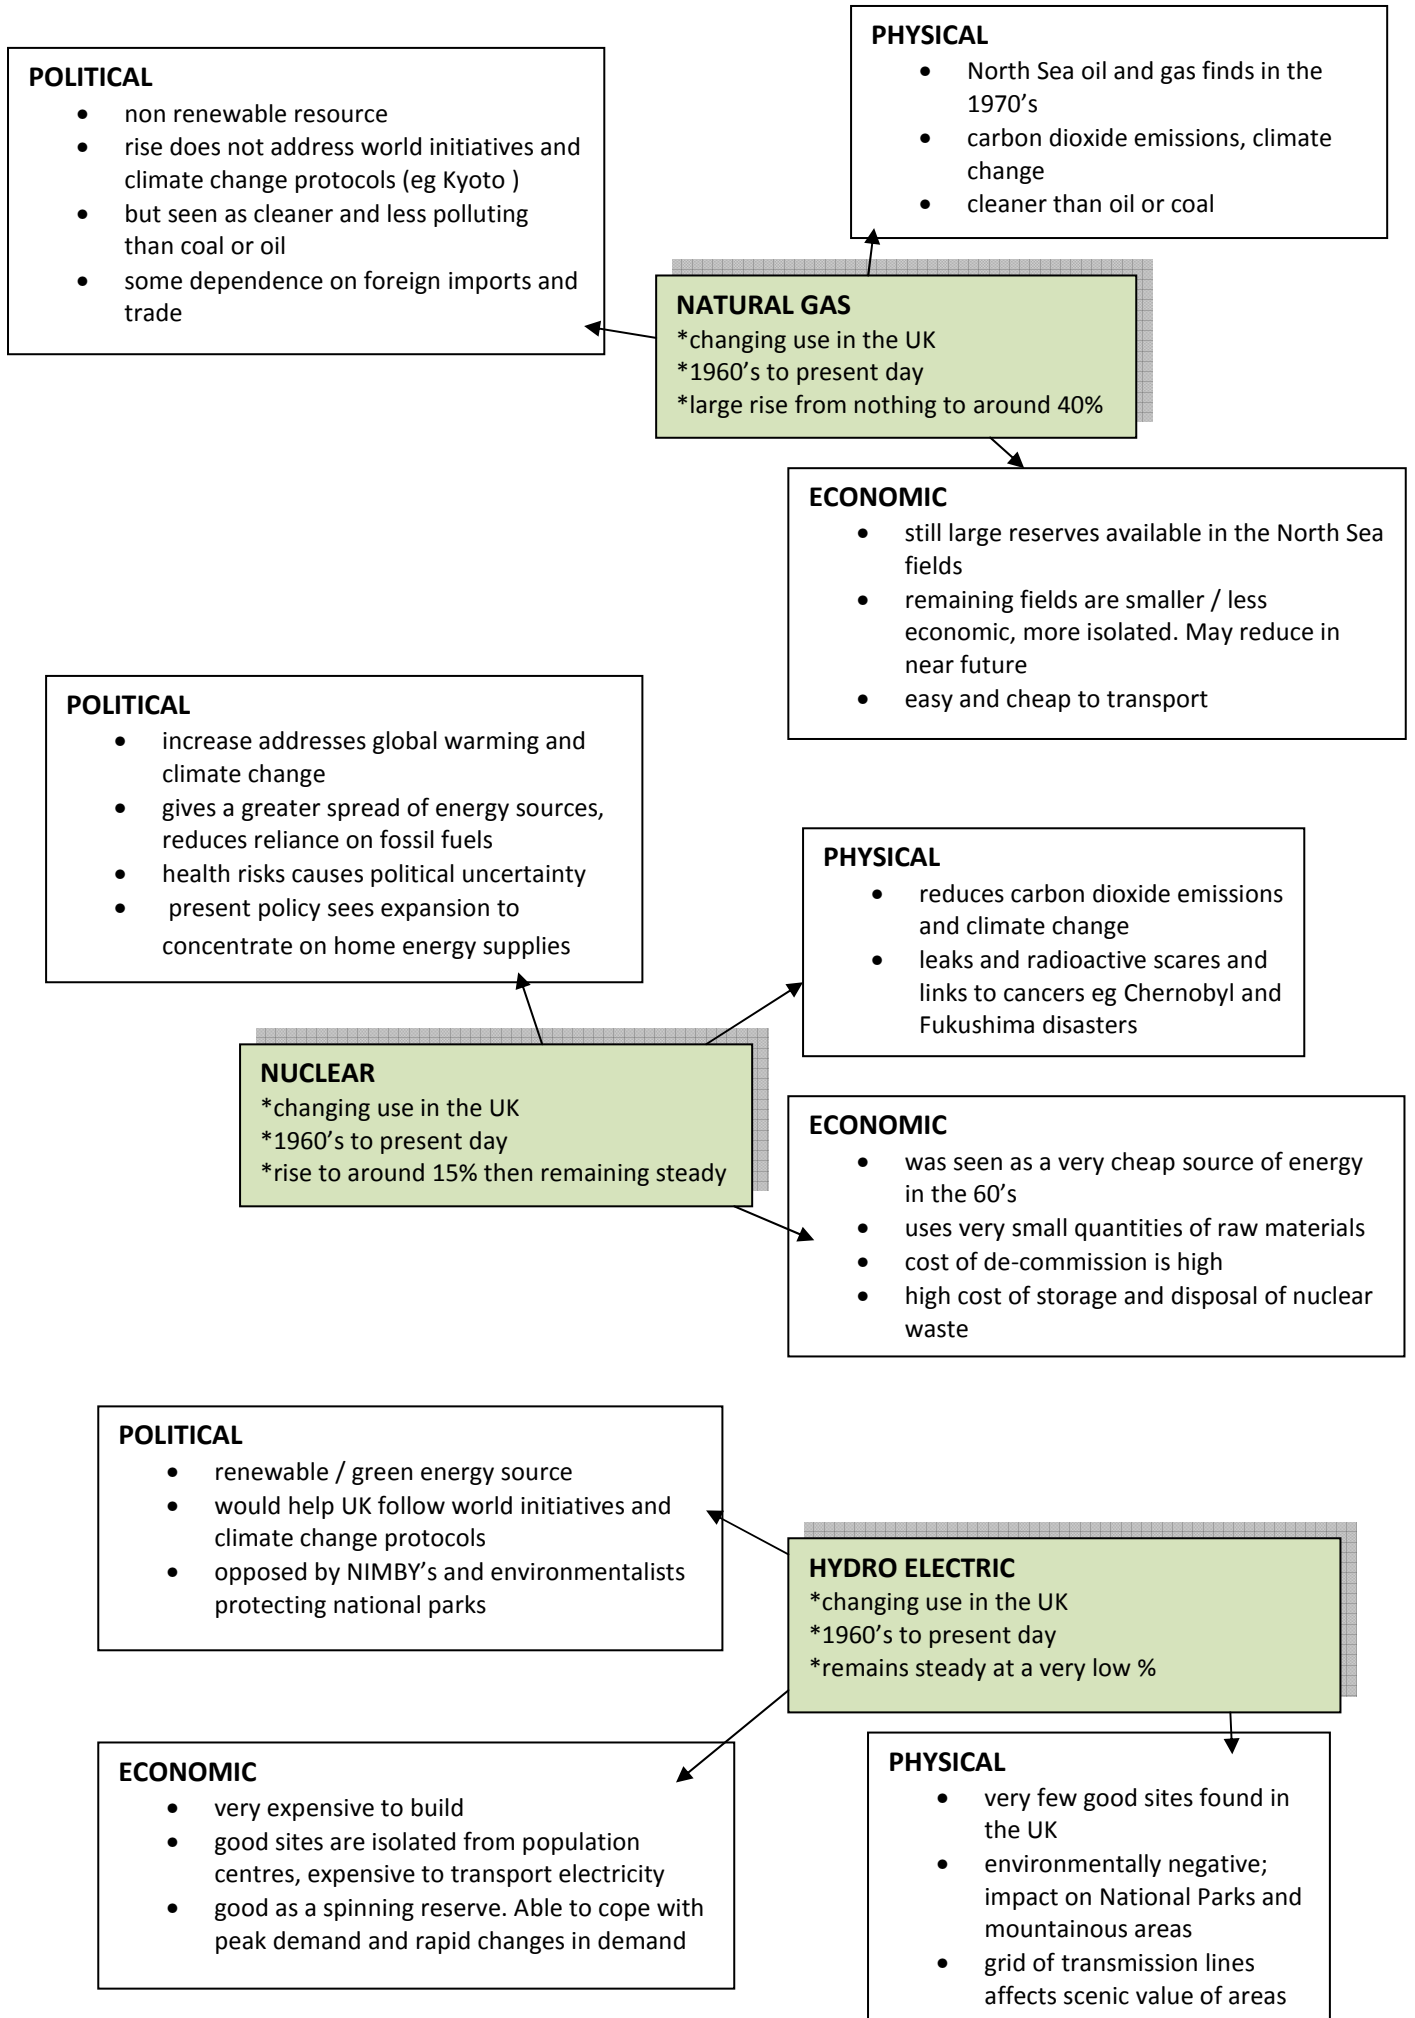 PHYSICAL
• North Sea oil and gas finds in the
1970’s
• carbon dioxide emissions, climate
change
• cleaner than oil or coal
POLITICAL
• non renewable resource
• rise does not address world initiatives and
climate change protocols (eg Kyoto )
• but seen as cleaner and less polluting
than coal or oil
• some dependence on foreign imports and
trade
NATURAL GAS
*changing use in the UK
*1960’s to present day
*large rise from nothing to around 40%
ECONOMIC
• still large reserves available in the North Sea
fields
• remaining fields are smaller / less
economic, more isolated. May reduce in
near future
• easy and cheap to transport
POLITICAL
• increase addresses global warming and
climate change
• gives a greater spread of energy sources,
reduces reliance on fossil fuels
• health risks causes political uncertainty
• present policy sees expansion to
concentrate on home energy supplies
PHYSICAL
• reduces carbon dioxide emissions
and climate change
• leaks and radioactive scares and
links to cancers eg Chernobyl and
Fukushima disasters
NUCLEAR
*changing use in the UK
*1960’s to present day
*rise to around 15% then remaining steady
ECONOMIC
• was seen as a very cheap source of energy
in the 60’s
• uses very small quantities of raw materials
• cost of de-commission is high
• high cost of storage and disposal of nuclear
waste
POLITICAL
• renewable / green energy source
• would help UK follow world initiatives and
climate change protocols
• opposed by NIMBY’s and environmentalists
protecting national parks
HYDRO ELECTRIC
*changing use in the UK
*1960’s to present day
*remains steady at a very low %
ECONOMIC
• very expensive to build
• good sites are isolated from population
centres, expensive to transport electricity
• good as a spinning reserve. Able to cope with
peak demand and rapid changes in demand
PHYSICAL
• very few good sites found in
the UK
• environmentally negative;
impact on National Parks and
mountainous areas
• grid of transmission lines
affects scenic value of areas